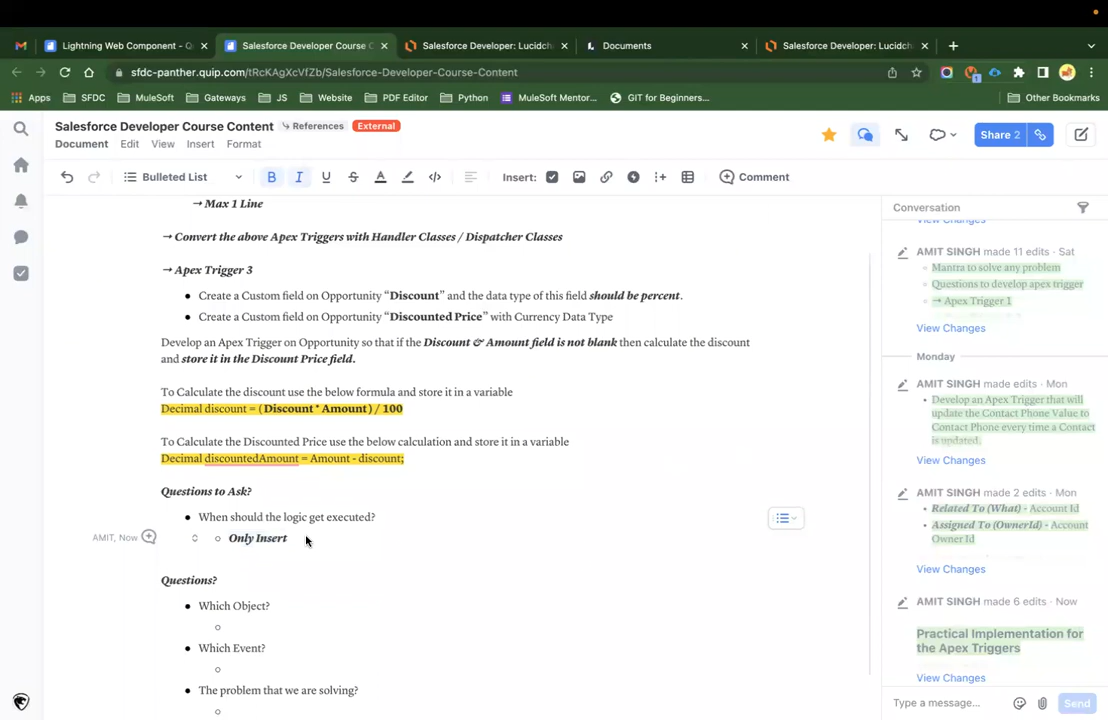 Lightning Web Component - Q
Salesforce Developer Course C
Salesforce Developer: Lucidch
Documents
Salesforce Developer: Lucidch
sfdc-panther.quip.com/tRcKAgXcVfZb/Salesforce-Developer-Course-Content
Apps
SFDC
MuleSoft
Gateways
JS
Website
PDF Editor
Python
MuleSoft Mentor...
GIT for Beginners...
Other Bookmarks
Salesforce Developer Course Content
References
External
Document
Edit
View
Insert
Format
Share 2
Bulleted List
B
I
U
S
A
Insert:
Comment
→ Max 1 Line
→ Convert the above Apex Triggers with Handler Classes / Dispatcher Classes
→ Apex Trigger 3
Create a Custom field on Opportunity “Discount” and the data type of this field should be percent.
Create a Custom field on Opportunity “Discounted Price” with Currency Data Type
Develop an Apex Trigger on Opportunity so that if the Discount & Amount field is not blank then calculate the discount
and store it in the Discount Price field.
To Calculate the discount use the below formula and store it in a variable
Decimal discount = ( Discount * Amount ) / 100
To Calculate the Discounted Price use the below calculation and store it in a variable
Decimal discountedAmount = Amount - discount;
Questions to Ask?
When should the logic get executed?
AMIT, Now
Only Insert
Questions?
Which Object?
Which Event?
The problem that we are solving?
Conversation
View Changes
AMIT SINGH made 11 edits · Sat
Mantra to solve any problem
Questions to develop apex trigger
→ Apex Trigger 1
View Changes
Monday
AMIT SINGH made edits · Mon
Develop an Apex Trigger that will
update the Contact Phone Value to
Contact Phone every time a Contact
is updated.
View Changes
AMIT SINGH made 2 edits · Mon
Related To (What) - Account Id
Assigned To (OwnerId) - Account
Owner Id
View Changes
AMIT SINGH made 6 edits · Now
Practical Implementation for
the Apex Triggers
View Changes
Type a message...
Send